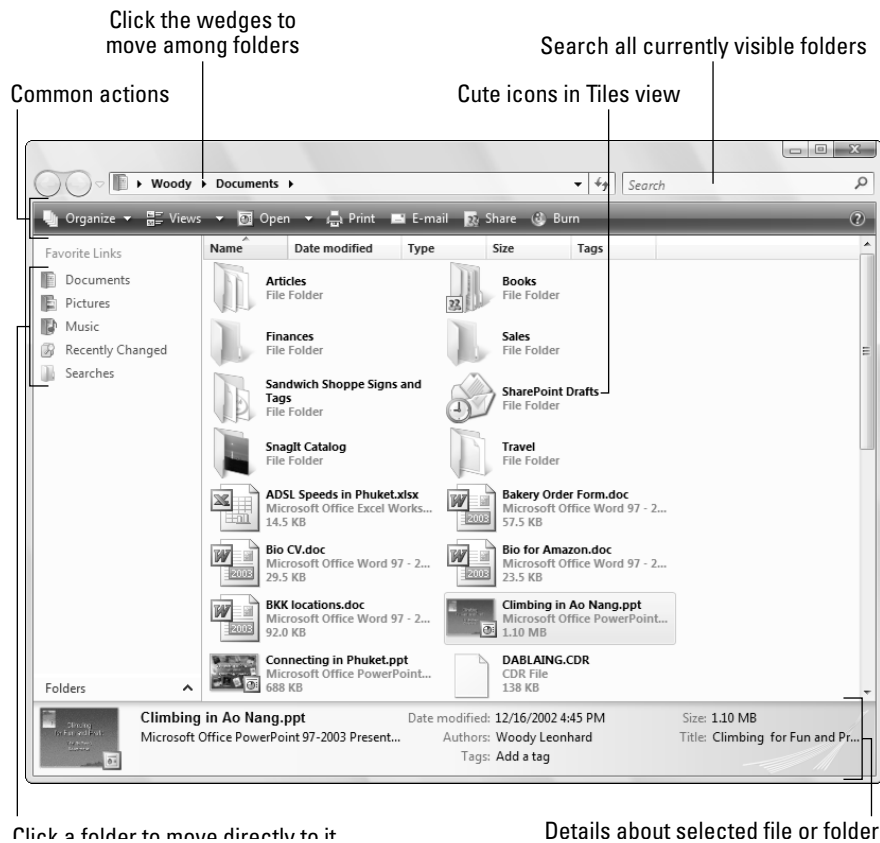 Click the wedges to
move among folders
Search all currently visible folders
Common actions
Cute icons in Tiles view
Woody Documents
Search
Organize Views Open Print E-mail Share Burn
Favorite Links
Documents
Pictures
Music
Recently Changed
Searches
Folders
Name Date modified Type Size Tags
Articles
File Folder
Books
File Folder
Finances
File Folder
Sales
File Folder
Sandwich Shoppe Signs and
Tags
File Folder
SharePoint Drafts
File Folder
SnagIt Catalog
File Folder
Travel
File Folder
ADSL Speeds in Phuket.xlsx
Microsoft Office Excel Works...
14.5 KB
Bakery Order Form.doc
Microsoft Office Word 97 - 2...
57.5 KB
Bio CV.doc
Microsoft Office Word 97 - 2...
29.5 KB
Bio for Amazon.doc
Microsoft Office Word 97 - 2...
23.5 KB
BKK locations.doc
Microsoft Office Word 97 - 2...
92.0 KB
Climbing in Ao Nang.ppt
Microsoft Office PowerPoint...
1.10 MB
Connecting in Phuket.ppt
Microsoft Office PowerPoint...
688 KB
DABLAING.CDR
CDR File
138 KB
Climbing in Ao Nang.ppt
Microsoft Office PowerPoint 97-2003 Present...
Date modified: 12/16/2002 4:45 PM
Authors: Woody Leonhard
Tags: Add a tag
Size: 1.10 MB
Title: Climbing for Fun and Pr...
Click a folder to move directly to it
Details about selected file or folder